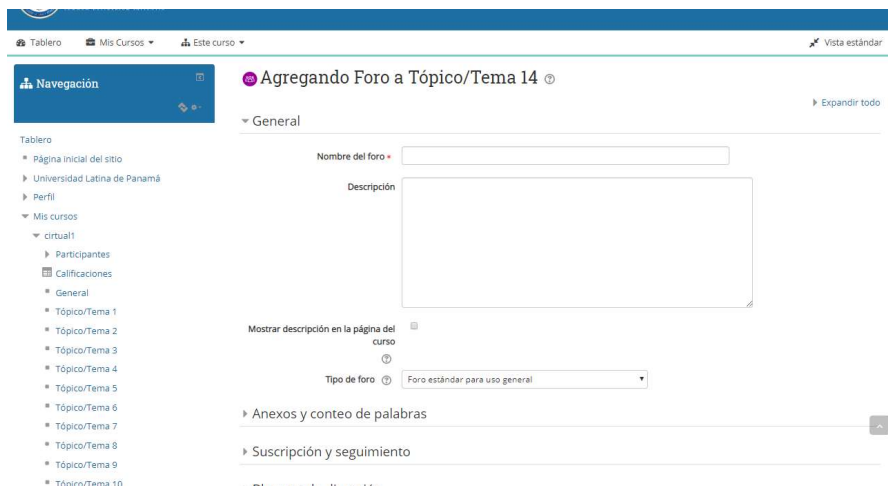 Tablero
Mis Cursos
Este curso
Vista estándar
Navegación
Tablero
Página inicial del sitio
Universidad Latina de Panamá
Perfil
Mis cursos
cirtual1
Participantes
Calificaciones
General
Tópico/Tema 1
Tópico/Tema 2
Tópico/Tema 3
Tópico/Tema 4
Tópico/Tema 5
Tópico/Tema 6
Tópico/Tema 7
Tópico/Tema 8
Tópico/Tema 9
Tópico/Tema 10
Agregando Foro a Tópico/Tema 14
Expandir todo
General
Nombre del foro
Descripción
Mostrar descripción en la página del
curso
Tipo de foro Foro estándar para uso general
Anexos y conteo de palabras
Suscripción y seguimiento